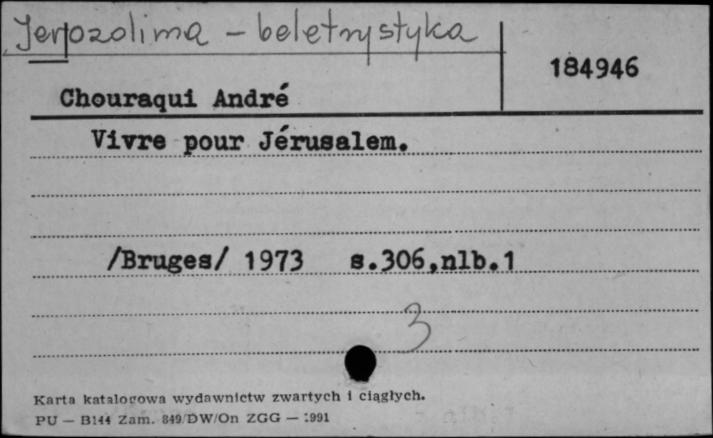 Jerozolima - beletrystyka
184946
Chouraqui André
Vivre pour Jérusalem.
/Bruges/ 1973 s.306,nlb.1
3
Karta katalogowa wydawnictw zwartych i ciągłych.
PU — B144 Zam. 849/DW/On ZGG — 1991